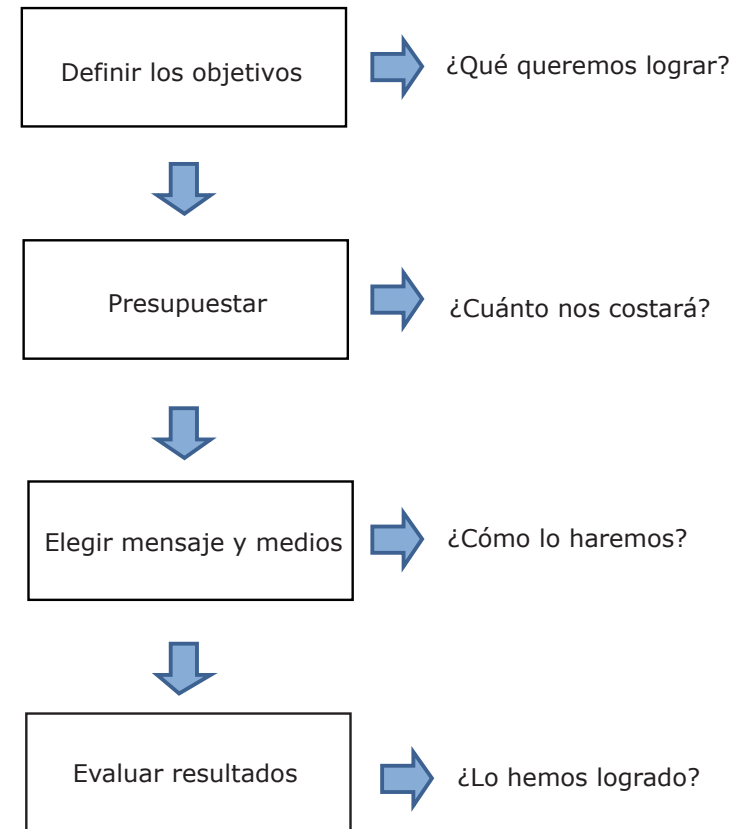 Definir los objetivos
¿Qué queremos lograr?
Presupuestar
¿Cuánto nos costará?
Elegir mensaje y medios
¿Cómo lo haremos?
Evaluar resultados
¿Lo hemos logrado?